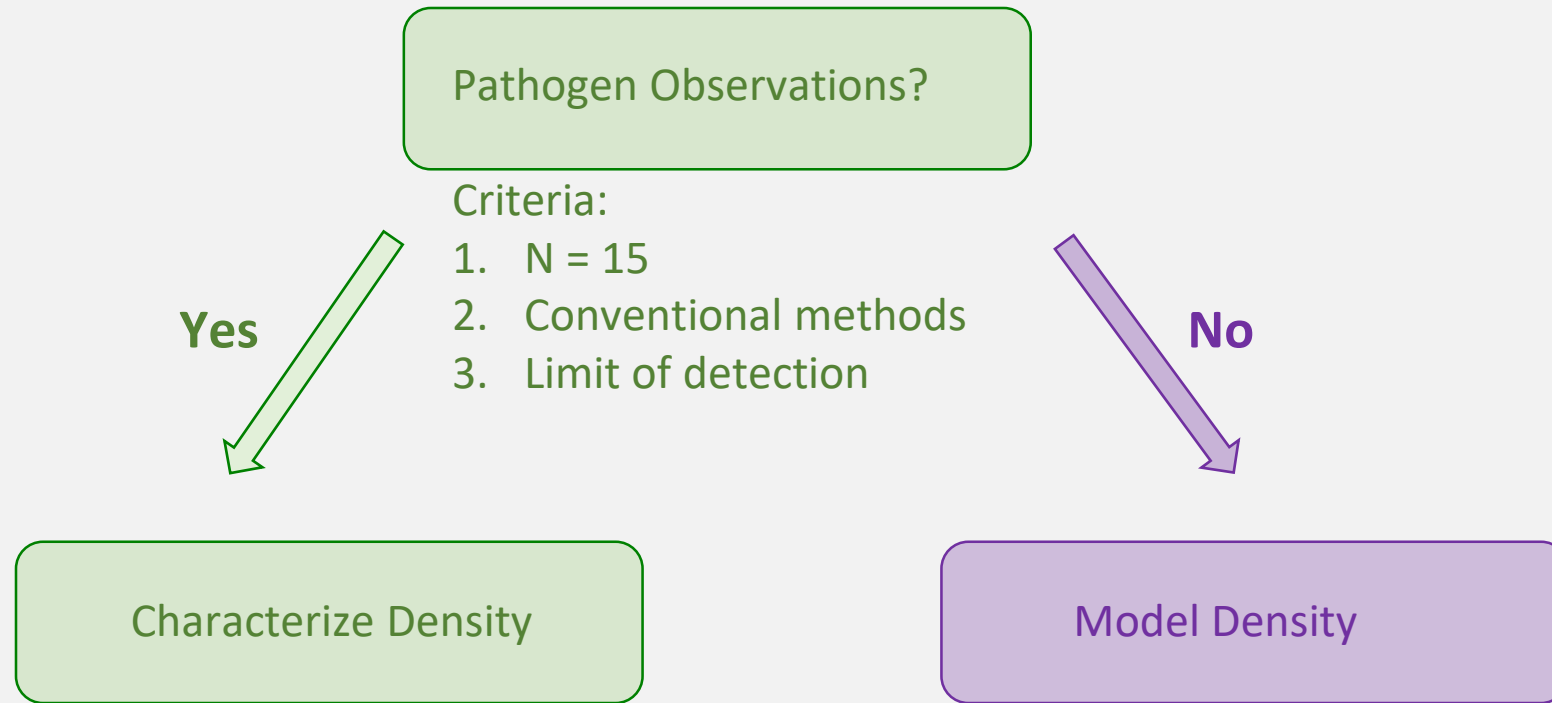 Pathogen Observations?
Criteria:
1. N = 15
2. Conventional methods
3. Limit of detection
Yes
No
Characterize Density
Model Density